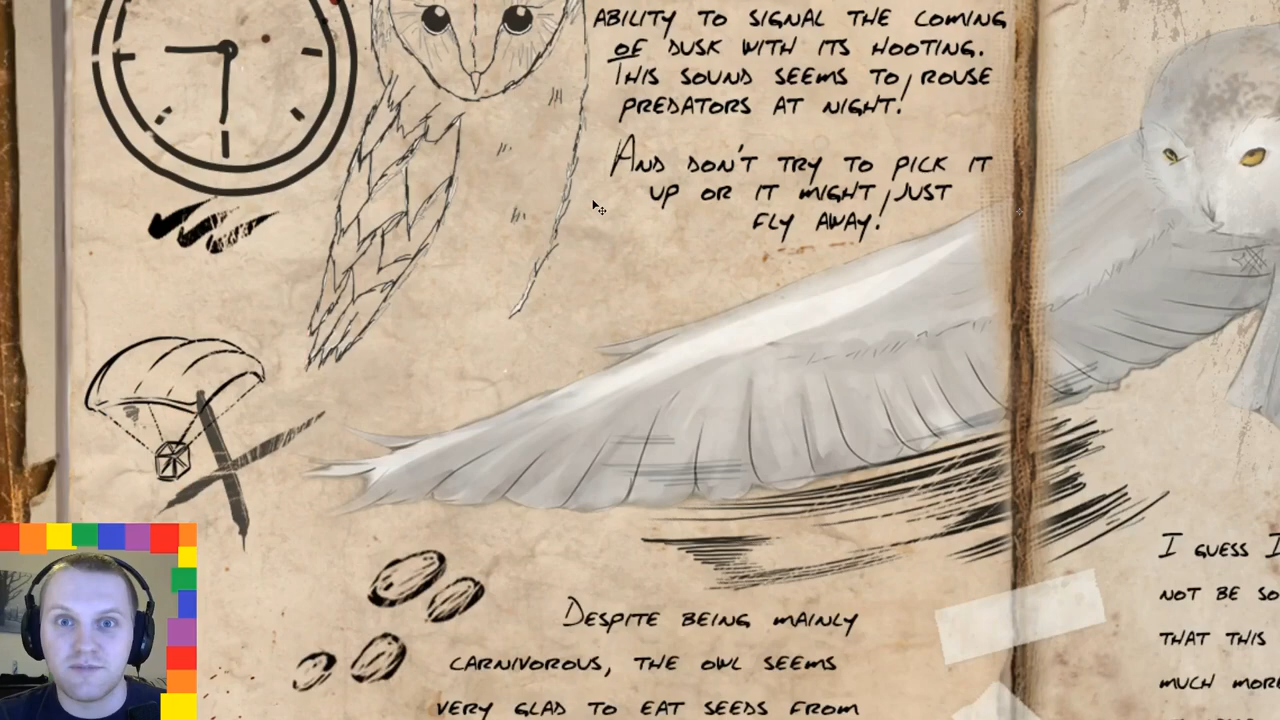 ABILITY TO SIGNAL THE COMING
OF DUSK WITH ITS HOOTING.
THIS SOUND SEEMS TO ROUSE
PREDATORS AT NIGHT!
AND DON'T TRY TO PICK IT
UP OR IT MIGHT JUST
FLY AWAY!
DESPITE BEING MAINLY
CARNIVOROUS, THE OWL SEEMS
VERY GLAD TO EAT SEEDS FROM
I GUESS I
NOT BE SO
THAT THIS
MUCH MORE